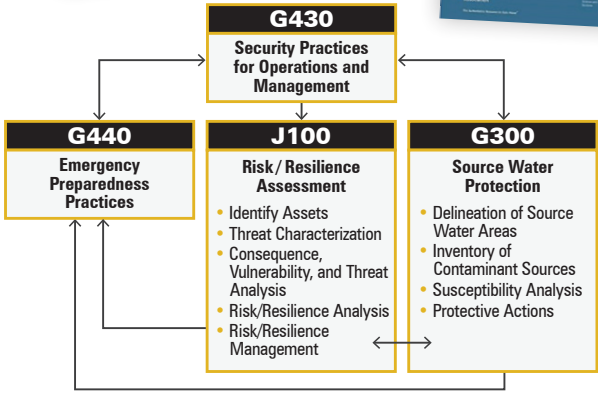 G430
Security Practices
for Operations and
Management
G440
Emergency
Preparedness
Practices
J100
Risk/Resilience
Assessment
• Identify Assets
• Threat Characterization
• Consequence,
Vulnerability, and Threat
Analysis
• Risk/Resilience Analysis
• Risk/Resilience
Management
G300
Source Water
Protection
• Delineation of Source
Water Areas
• Inventory of
Contaminant Sources
• Susceptibility Analysis
• Protective Actions